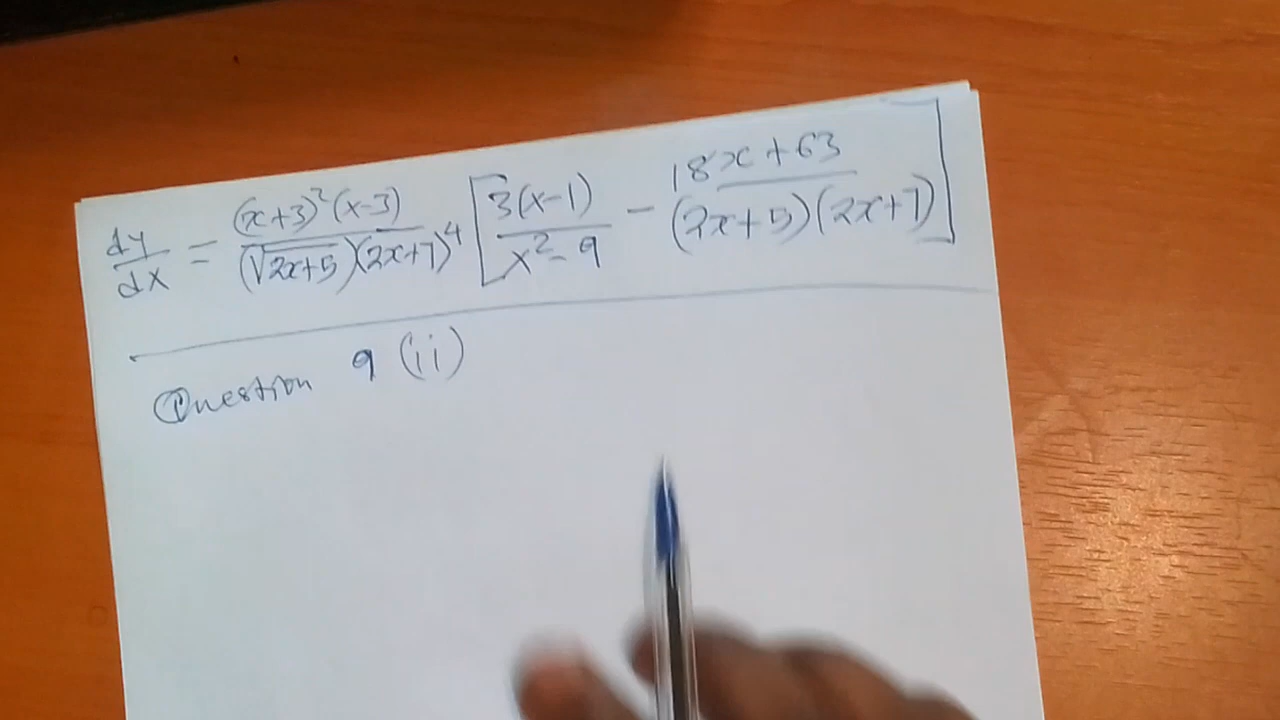 dy/dx = (x+3)²(x-3)/(√2x+5)(2x+7)⁴ [3(x-1)/x²-9 - 18x+63/(2x+5)(2x+7)]
Question 9 (ii)